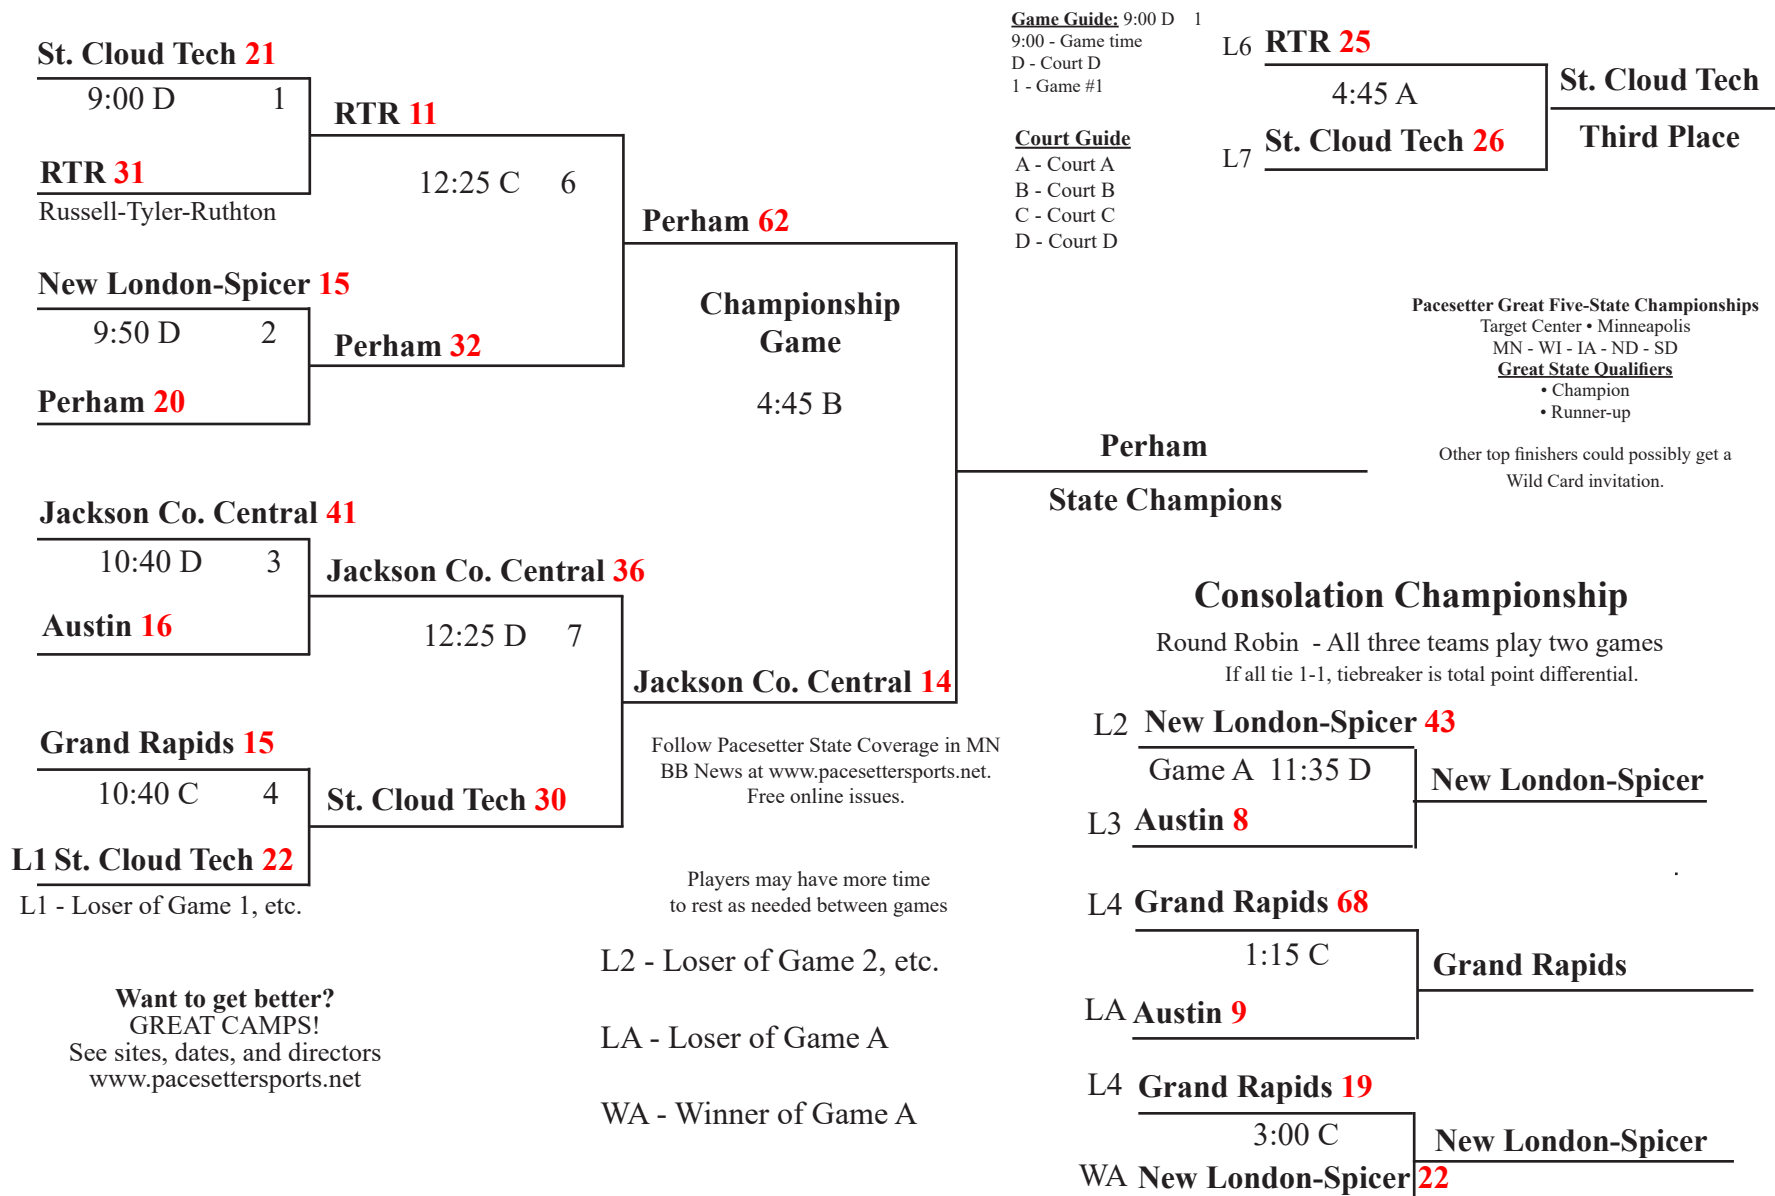 St. Cloud Tech 21
9:00 D 1
RTR 31
Russell-Tyler-Ruthton
New London-Spicer 15
9:50 D 2
Perham 20
Jackson Co. Central 41
10:40 D 3
Austin 16
Grand Rapids 15
10:40 C 4
L1 St. Cloud Tech 22
L1 - Loser of Game 1, etc.
Want to get better?
GREAT CAMPS!
See sites, dates, and directors
www.pacesettersports.net
RTR 11
12:25 C 6
Perham 32
Jackson Co. Central 36
12:25 D 7
St. Cloud Tech 30
Perham 62
Championship
Game
4:45 B
Jackson Co. Central 14
Follow Pacesetter State Coverage in MN
BB News at www.pacesettersports.net.
Free online issues.
Players may have more time
to rest as needed between games
L2 - Loser of Game 2, etc.
LA - Loser of Game A
WA - Winner of Game A
Perham
State Champions
Game Guide: 9:00 D 1
9:00 - Game time
D - Court D
1 - Game #1
Court Guide
A - Court A
B - Court B
C - Court C
D - Court D
L6 RTR 25
4:45 A
L7 St. Cloud Tech 26
St. Cloud Tech
Third Place
Pacesetter Great Five-State Championships
Target Center • Minneapolis
MN - WI - IA - ND - SD
Great State Qualifiers
• Champion
• Runner-up
Other top finishers could possibly get a
Wild Card invitation.
Consolation Championship
Round Robin - All three teams play two games
If all tie 1-1, tiebreaker is total point differential.
L2 New London-Spicer 43
Game A 11:35 D
L3 Austin 8
New London-Spicer
L4 Grand Rapids 68
1:15 C
LA Austin 9
Grand Rapids
L4 Grand Rapids 19
3:00 C
WA New London-Spicer 22
New London-Spicer